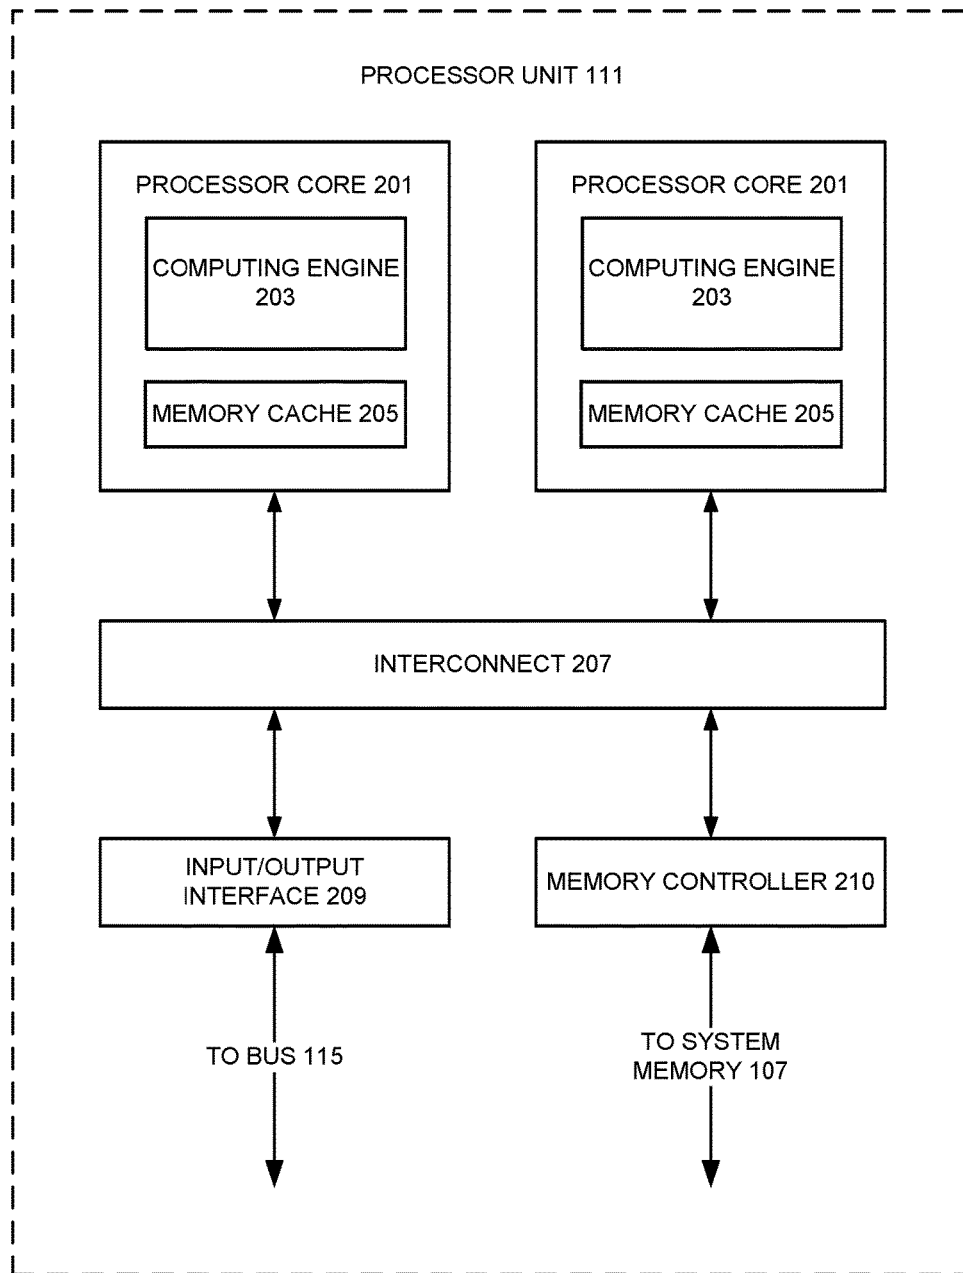 PROCESSOR UNIT 111
PROCESSOR CORE 201
COMPUTING ENGINE
203
MEMORY CACHE 205
PROCESSOR CORE 201
COMPUTING ENGINE
203
MEMORY CACHE 205
INTERCONNECT 207
INPUT/OUTPUT
INTERFACE 209
MEMORY CONTROLLER 210
TO BUS 115
TO SYSTEM
MEMORY 107